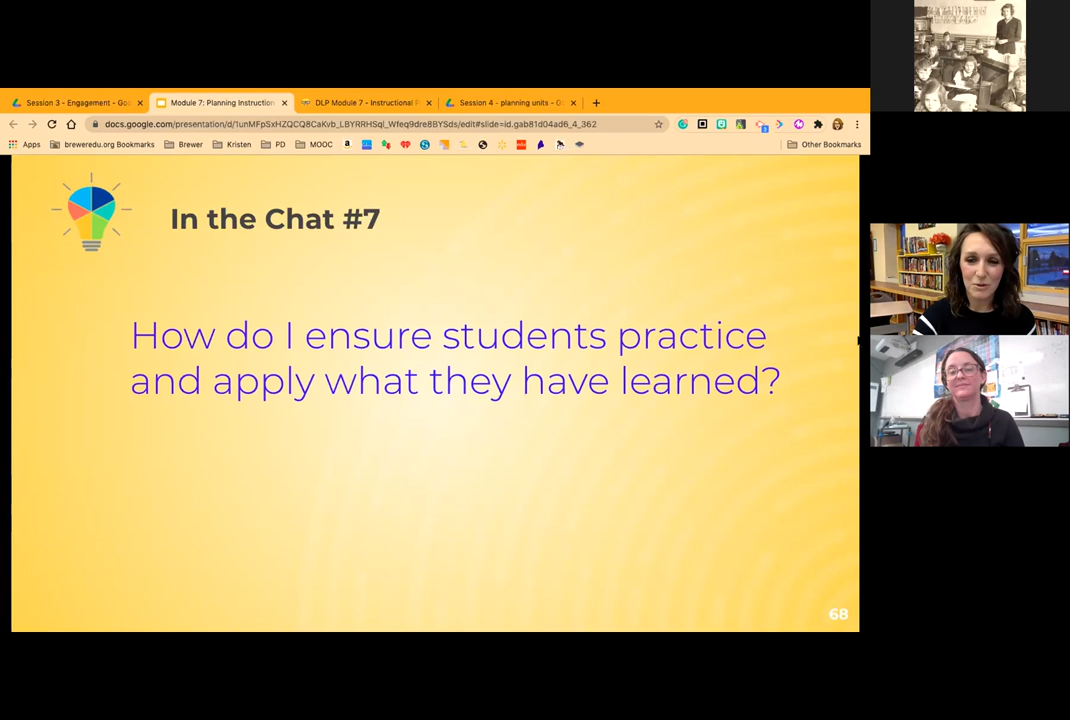 Session 3 - Engagement - Goo
Module 7: Planning Instruction
DLP Module 7 - Instructional P
Session 4 - planning units - G
docs.google.com/presentation/d/1unMFpSxHZQCQ8CaKvb_LBYRRHSqI_Wfeq9dre8BYSds/edit#slide=id.gab81d04ad6_4_362
Apps
breweredu.org Bookmarks
Brewer
Kristen
PD
MOOC
Other Bookmarks
In the Chat #7
How do I ensure students practice
and apply what they have learned?
68